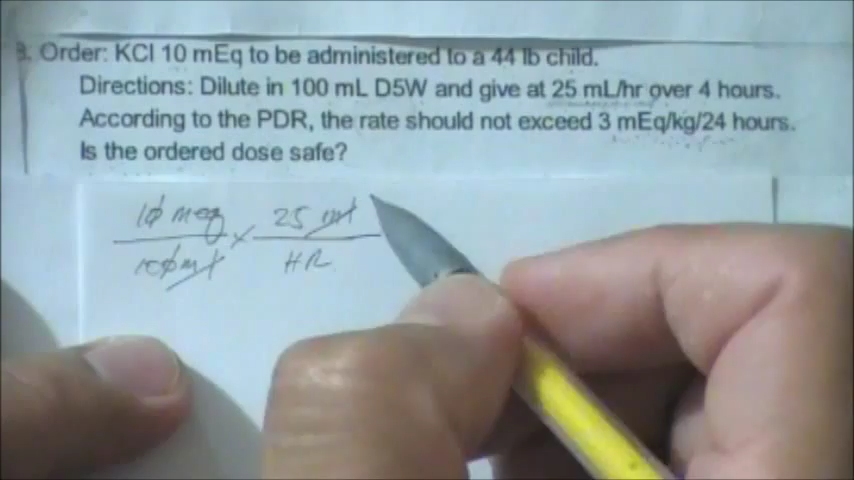 3. Order: KCl 10 mEq to be administered to a 44 lb child.
Directions: Dilute in 100 mL D5W and give at 25 mL/hr over 4 hours.
According to the PDR, the rate should not exceed 3 mEq/kg/24 hours.
Is the ordered dose safe?
10 meq × 25 ml
100 ml HR